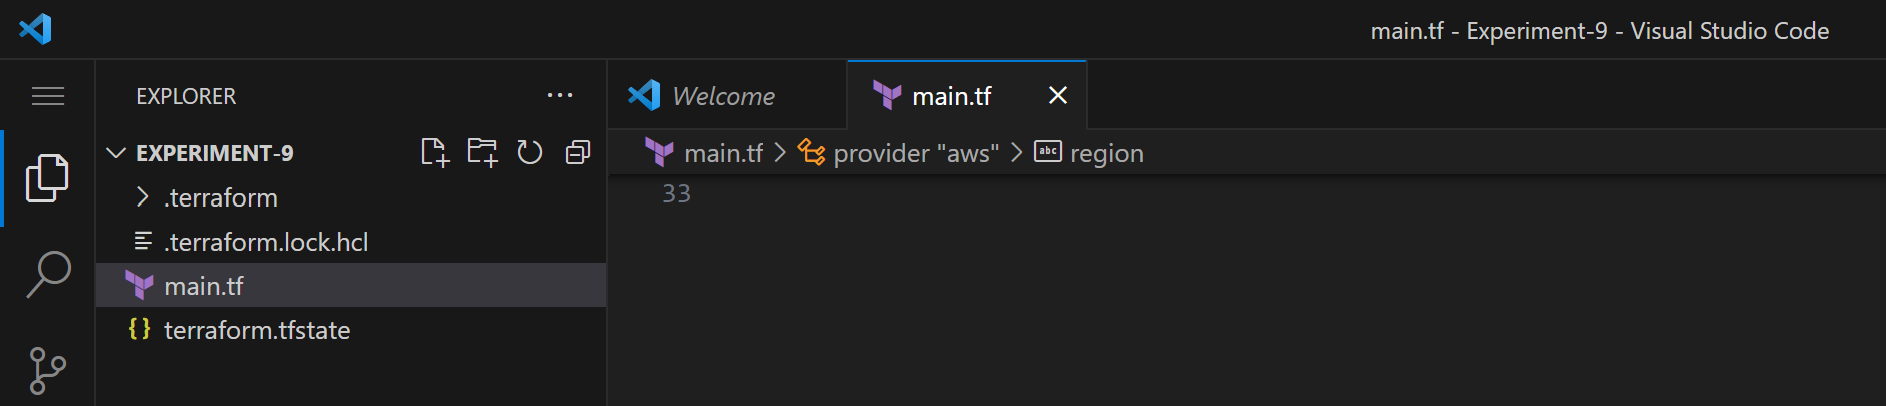 main.tf - Experiment-9 - Visual Studio Code
EXPLORER
EXPERIMENT-9
.terraform
.terraform.lock.hcl
main.tf
terraform.tfstate
Welcome
main.tf
main.tf > provider "aws" > abc region
33